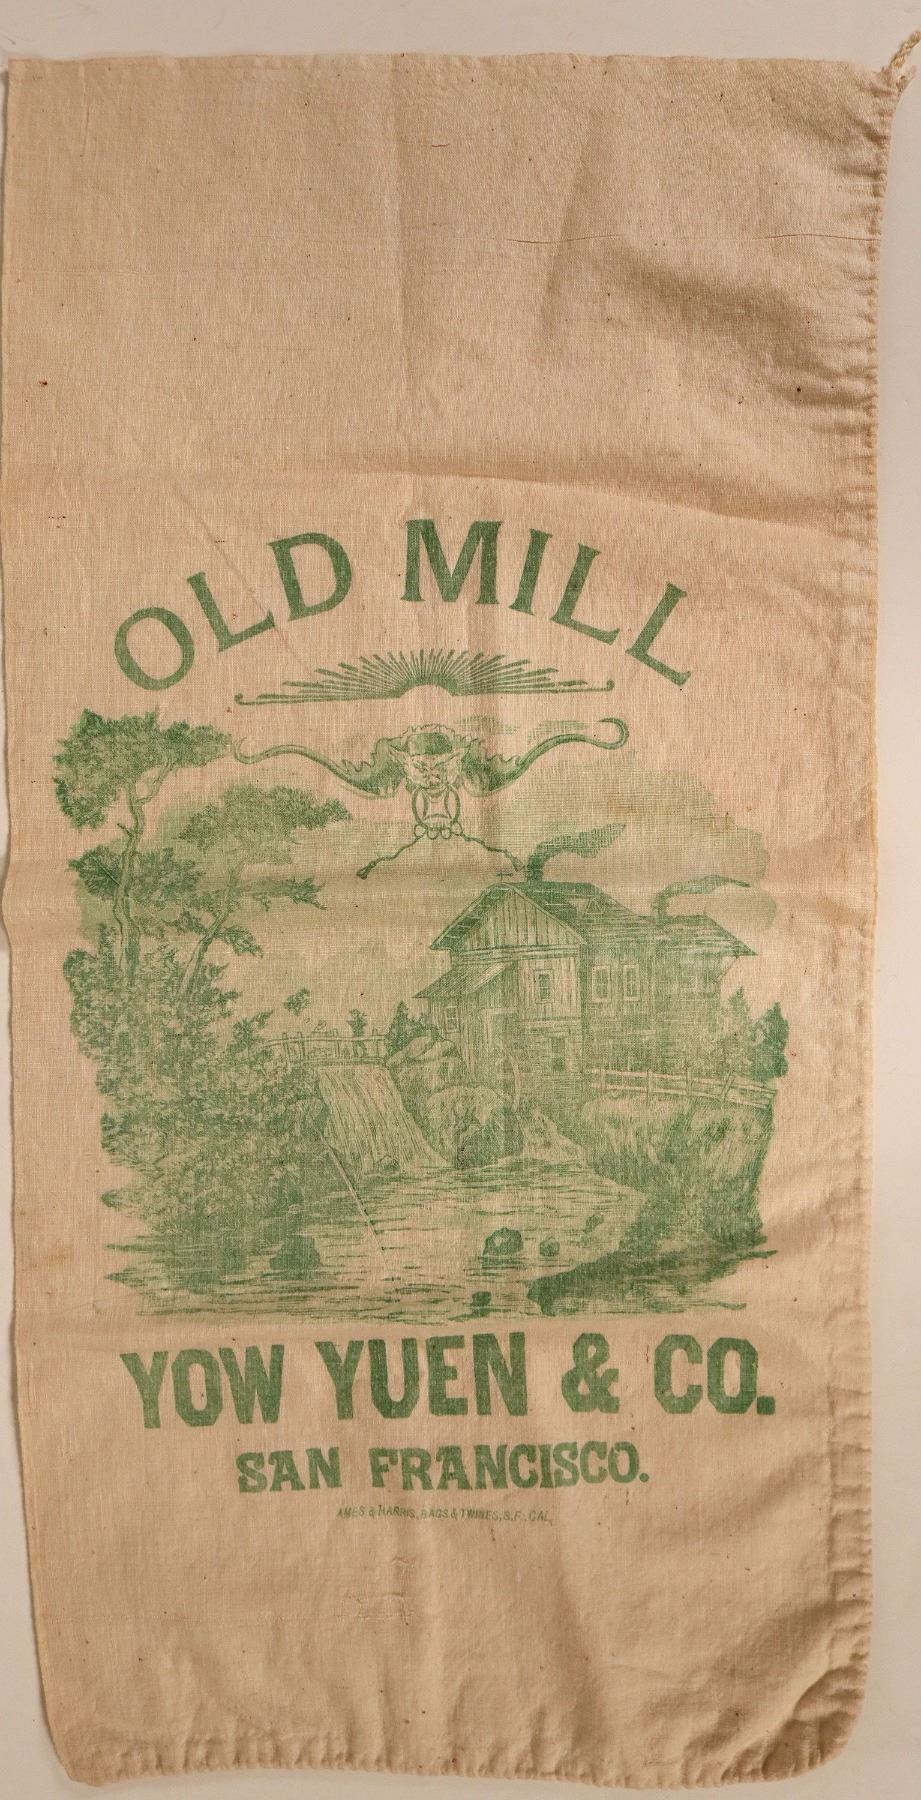 OLD MILL
YOW YUEN & CO.
SAN FRANCISCO.
AMES & HARRIS, BAGS & TWINES, S.F. CAL.